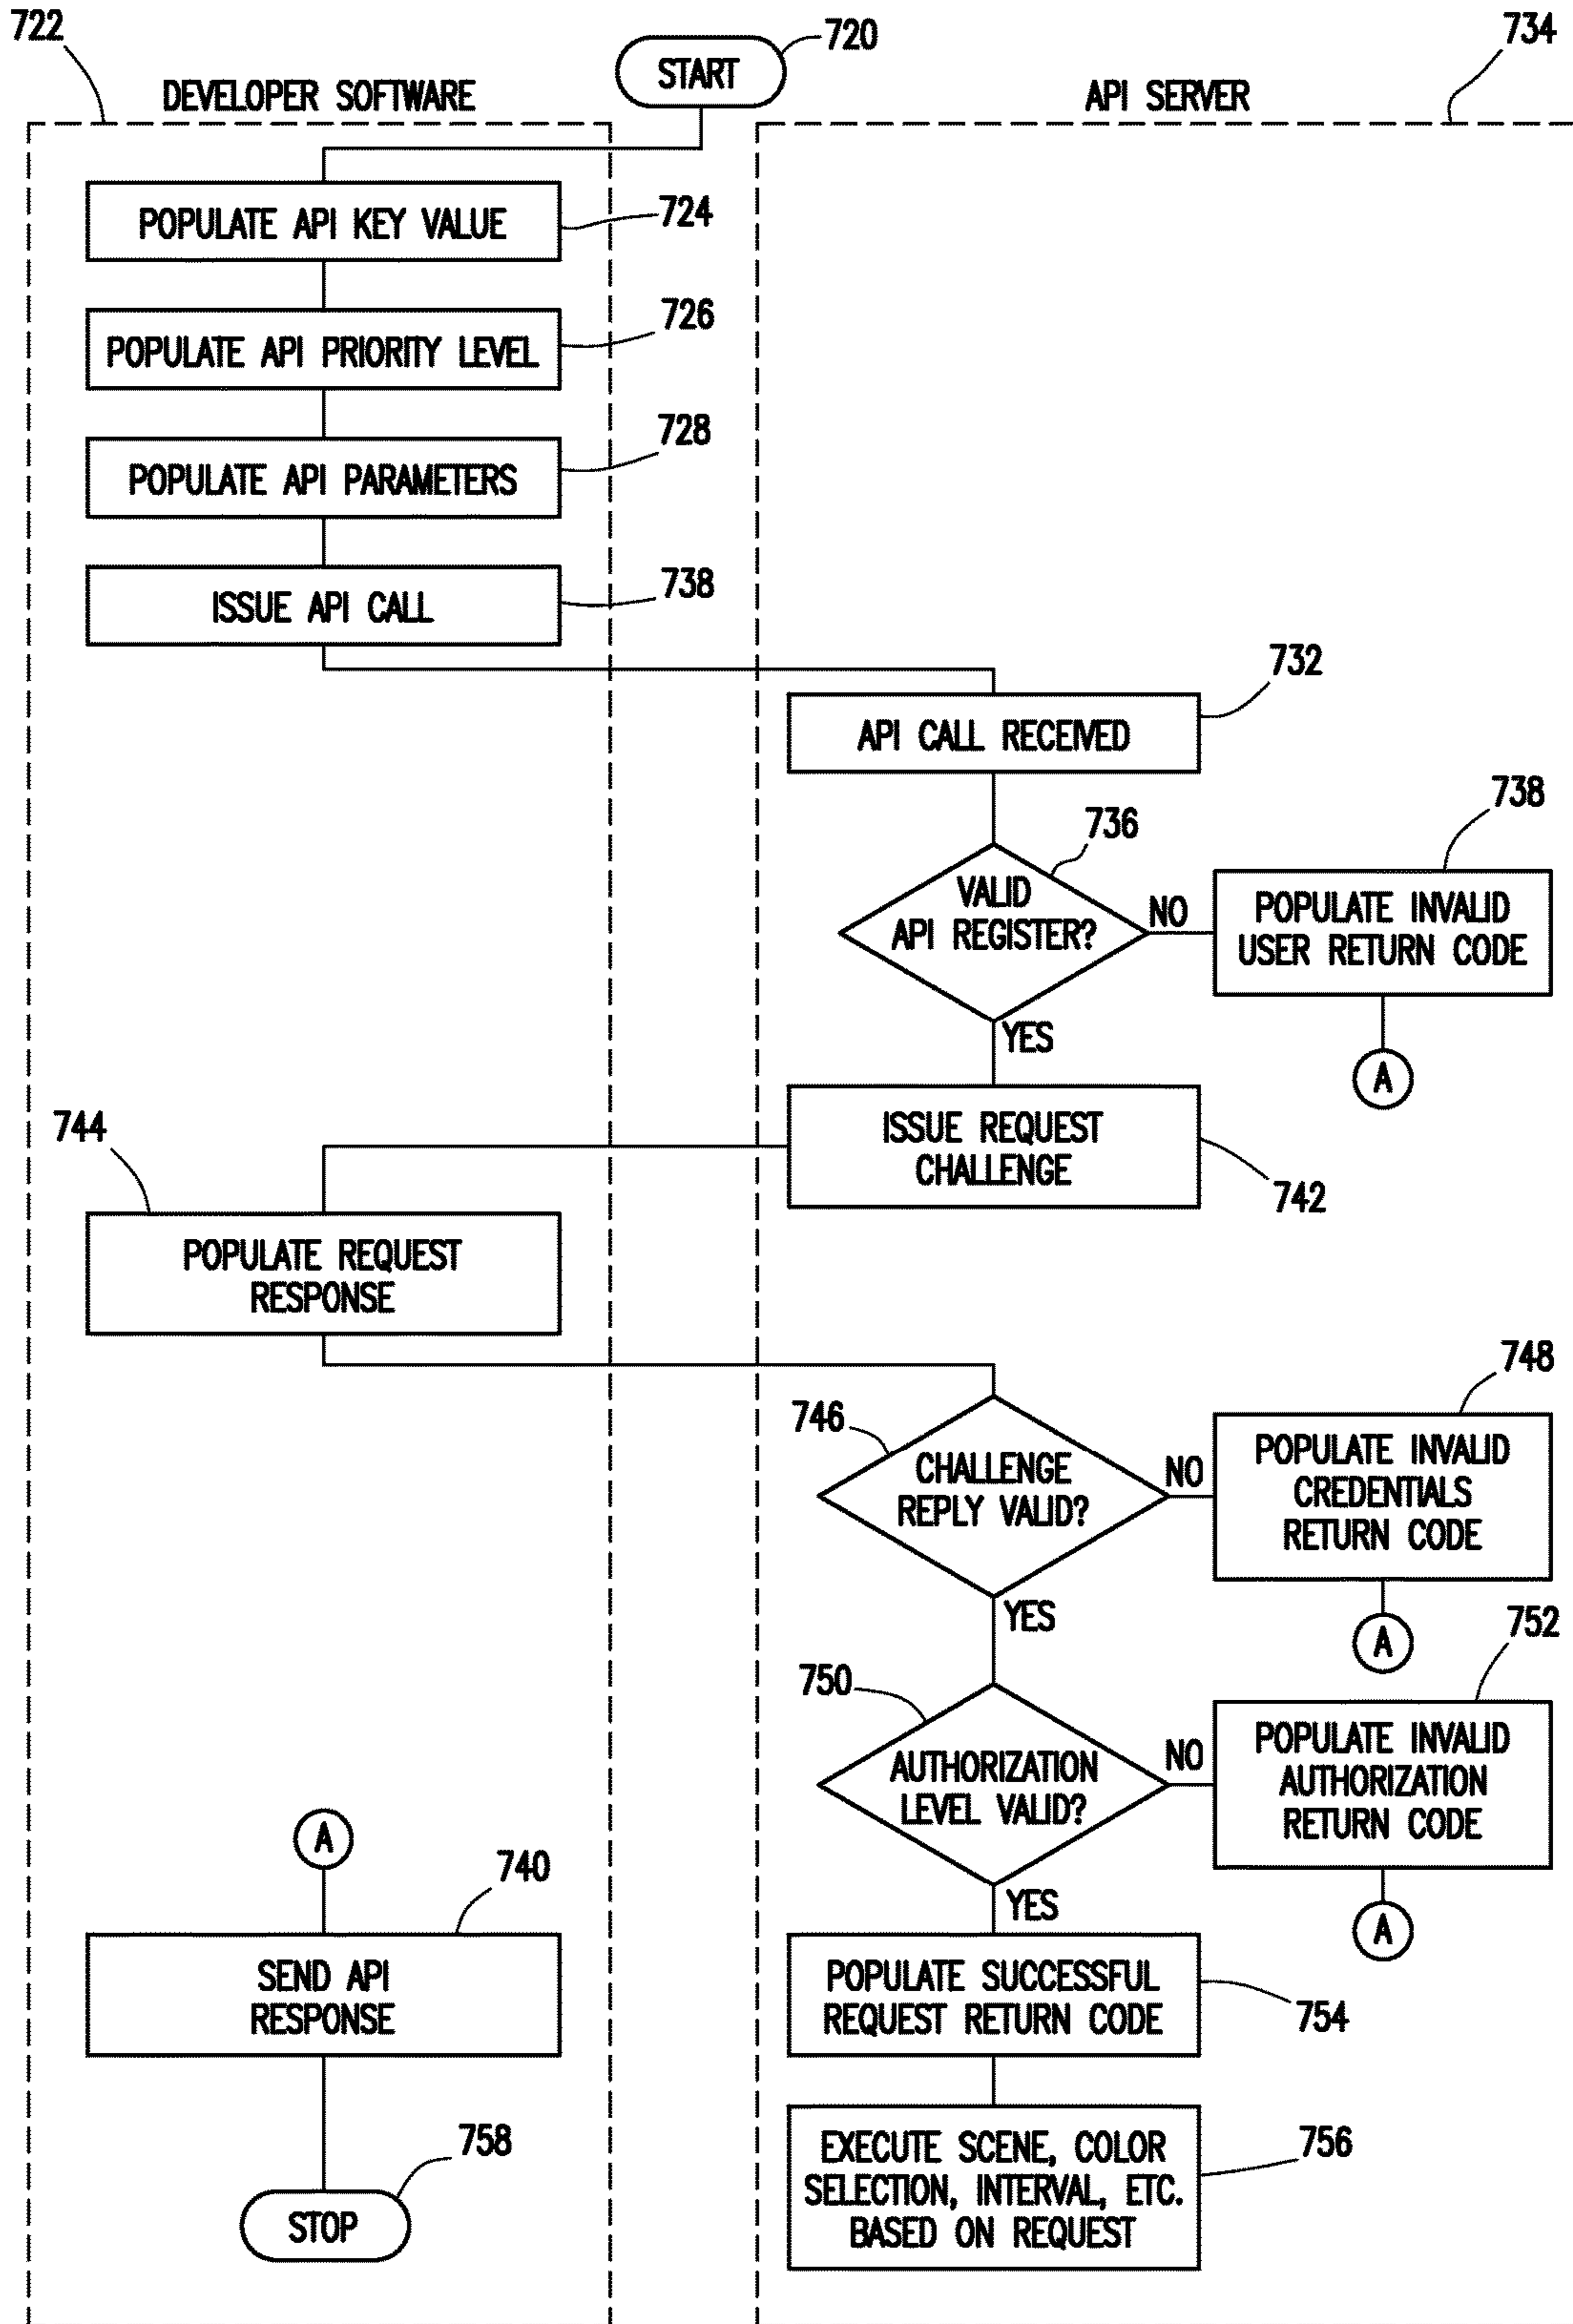 722
START
720
734
DEVELOPER SOFTWARE
API SERVER
POPULATE API KEY VALUE
724
POPULATE API PRIORITY LEVEL
726
POPULATE API PARAMETERS
728
ISSUE API CALL
738
732
API CALL RECEIVED
736
738
VALID
API REGISTER?
NO
POPULATE INVALID
USER RETURN CODE
YES
A
ISSUE REQUEST
CHALLENGE
742
744
POPULATE REQUEST
RESPONSE
746
748
CHALLENGE
REPLY VALID?
NO
POPULATE INVALID
CREDENTIALS
RETURN CODE
YES
A
750
752
AUTHORIZATION
LEVEL VALID?
NO
POPULATE INVALID
AUTHORIZATION
RETURN CODE
YES
A
A
740
SEND API
RESPONSE
POPULATE SUCCESSFUL
REQUEST RETURN CODE
754
758
STOP
EXECUTE SCENE, COLOR
SELECTION, INTERVAL, ETC.
BASED ON REQUEST
756